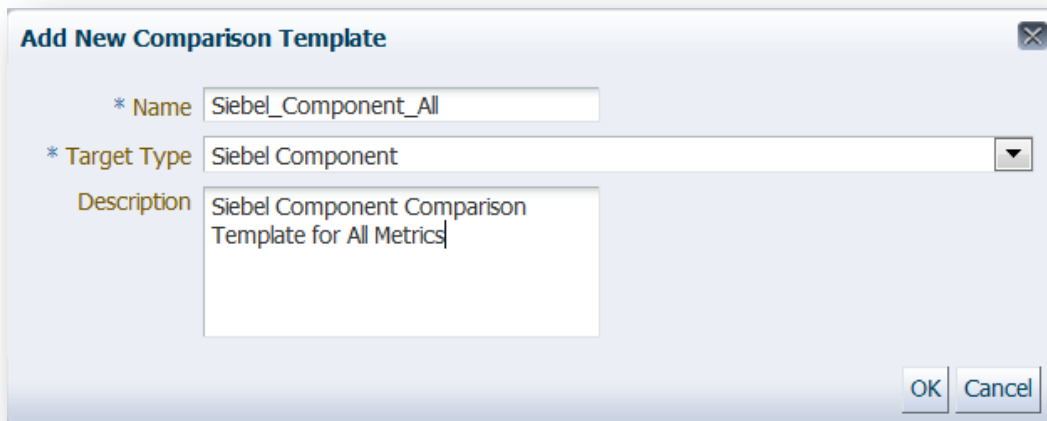 Add New Comparison Template
* Name Siebel_Component_All
* Target Type Siebel Component
Description Siebel Component Comparison
Template for All Metrics
OK Cancel